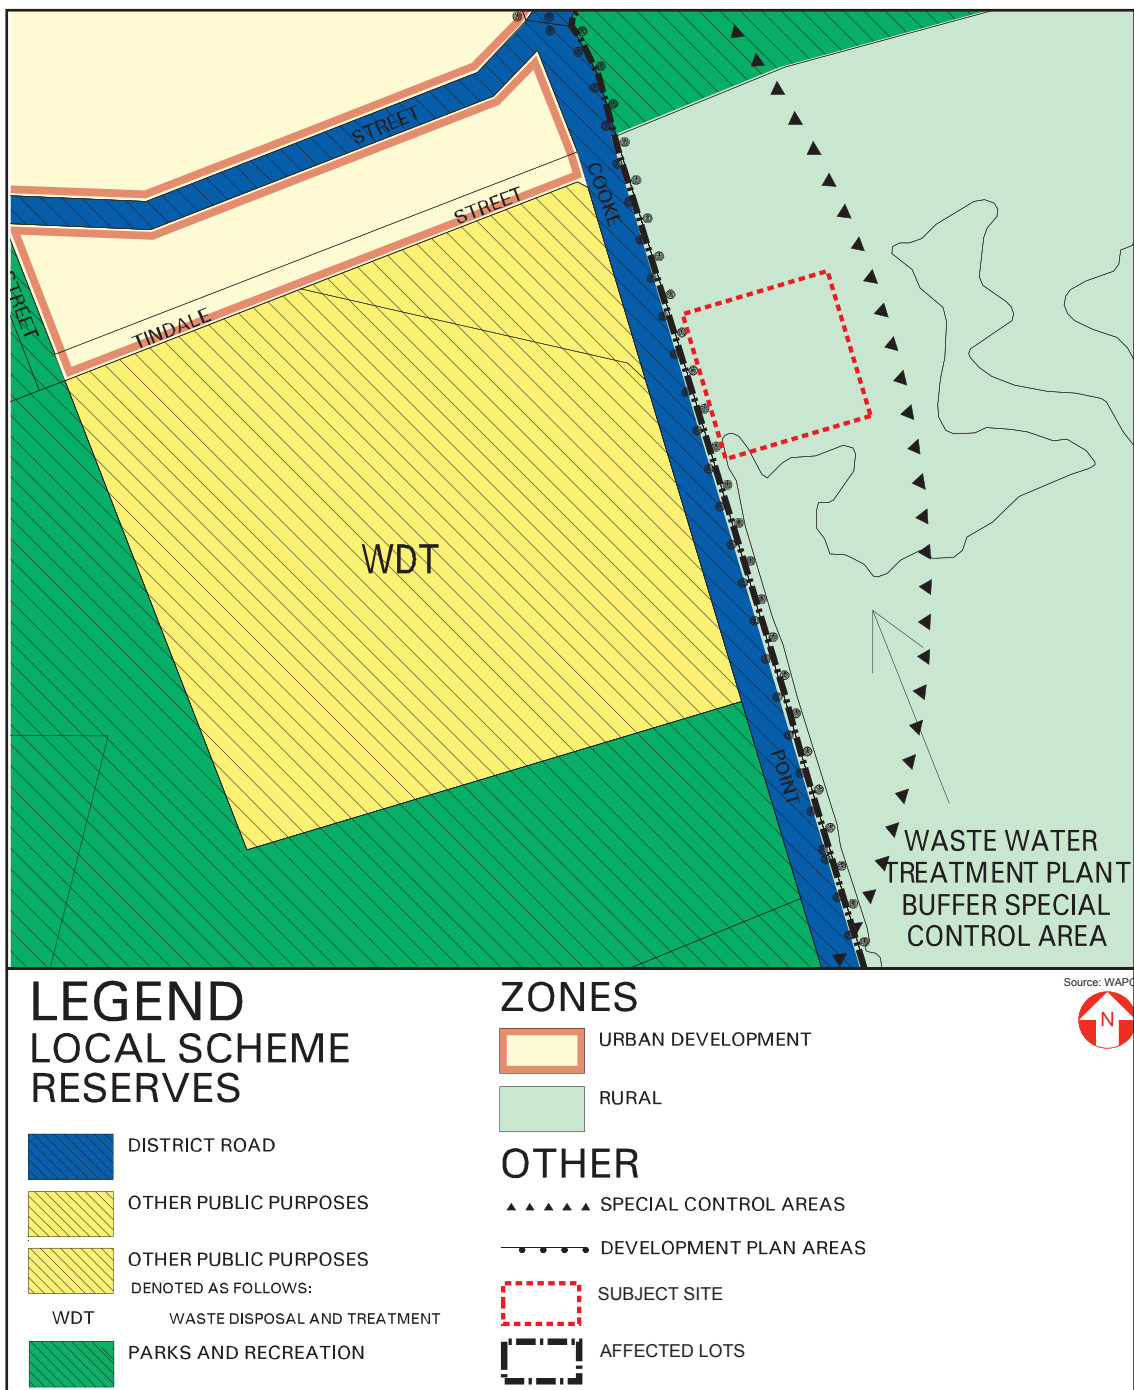 STREET
COOKE
STREET
STREET
TINDALE
WDT
POINT
WASTE WATER
TREATMENT PLANT
BUFFER SPECIAL
CONTROL AREA
LEGEND
LOCAL SCHEME
RESERVES
DISTRICT ROAD
OTHER PUBLIC PURPOSES
OTHER PUBLIC PURPOSES
DENOTED AS FOLLOWS:
WDT WASTE DISPOSAL AND TREATMENT
PARKS AND RECREATION
ZONES
URBAN DEVELOPMENT
RURAL
OTHER
SPECIAL CONTROL AREAS
DEVELOPMENT PLAN AREAS
SUBJECT SITE
AFFECTED LOTS
Source: WAPC
N